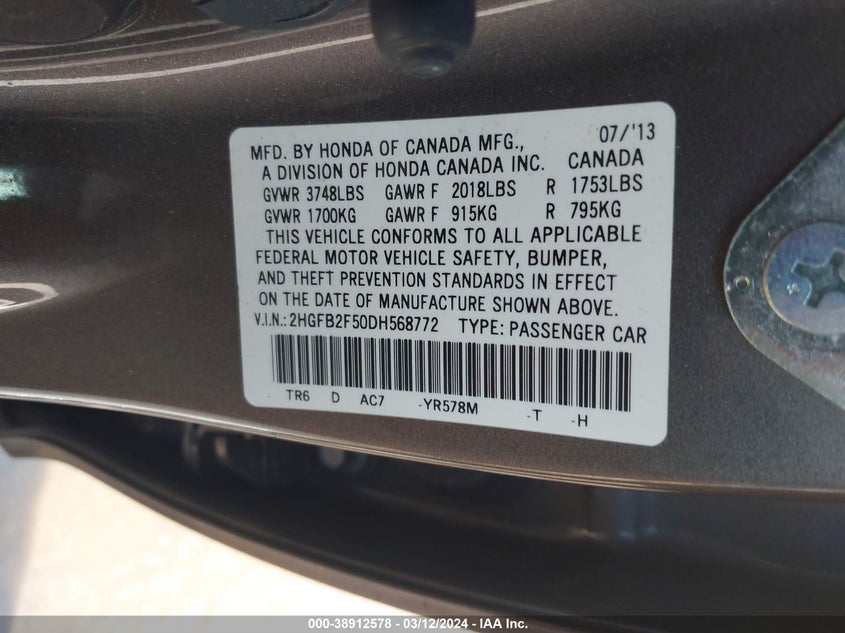 07/'13
MFD. BY HONDA OF CANADA MFG.,
A DIVISION OF HONDA CANADA INC. CANADA
GVWR 3748LBS GAWR F 2018LBS R 1753LBS
GVWR 1700KG GAWR F 915KG R 795KG
THIS VEHICLE CONFORMS TO ALL APPLICABLE
FEDERAL MOTOR VEHICLE SAFETY, BUMPER,
AND THEFT PREVENTION STANDARDS IN EFFECT
ON THE DATE OF MANUFACTURE SHOWN ABOVE.
V.I.N.: 2HGFB2F50DH568772 TYPE: PASSENGER CAR
TR6 D AC7 -YR578M -T -H
000-38912578 - 03/12/2024 - IAA Inc.